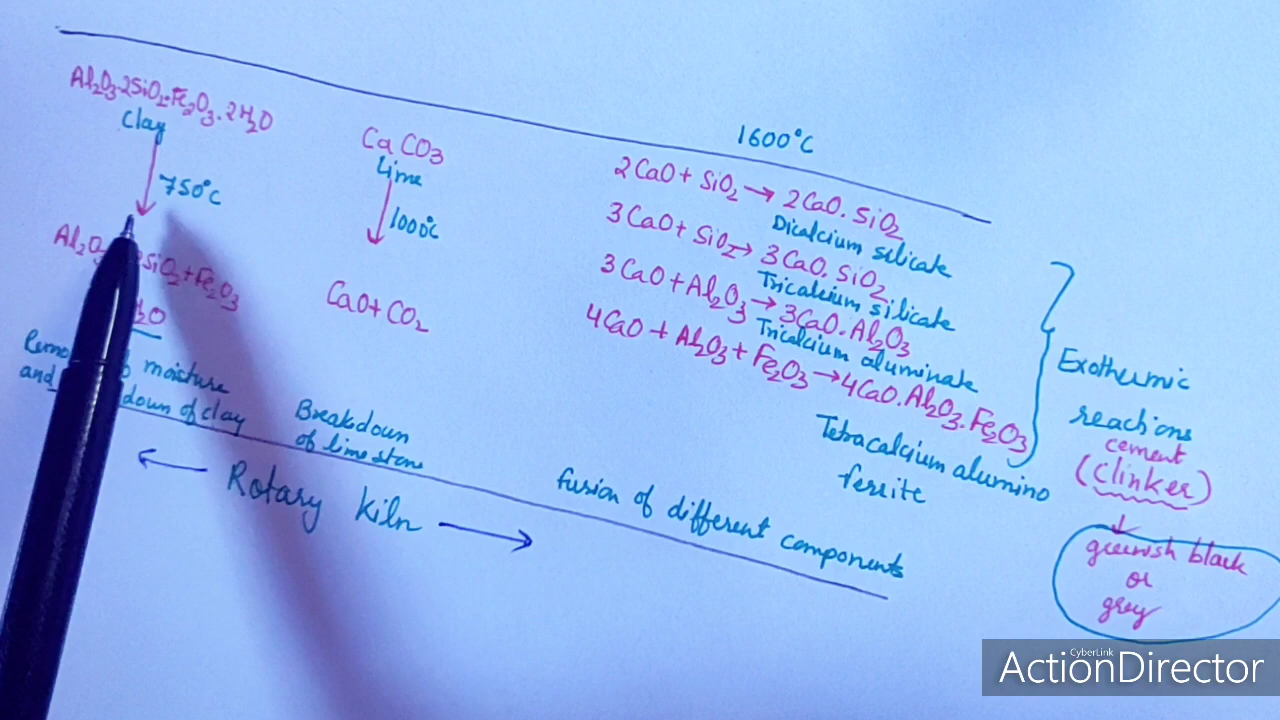 Al₂O₃·2SiO₂·Fe₂O₃·2H₂O
Clay
750°C
SiO₂+Fe₂O₃
moisture
and down of clay
CaCO₃
Lime
1000°C
CaO+CO₂
Breakdown
of limestone
1600°C
2CaO+SiO₂→2CaO.SiO₂
Dicalcium silicate
3CaO+SiO₂→3CaO.SiO₂
Tricalcium silicate
3CaO+Al₂O₃→3CaO.Al₂O₃
Tricalcium aluminate
4CaO+Al₂O₃+Fe₂O₃→4CaO.Al₂O₃.Fe₂O₃
Tetracalcium alumino
ferrite
fusion of different components
← Rotary kiln →
Exothermic
reactions
cement
(Clinker)
↓
greenish black
or
grey
CyberLink
ActionDirector